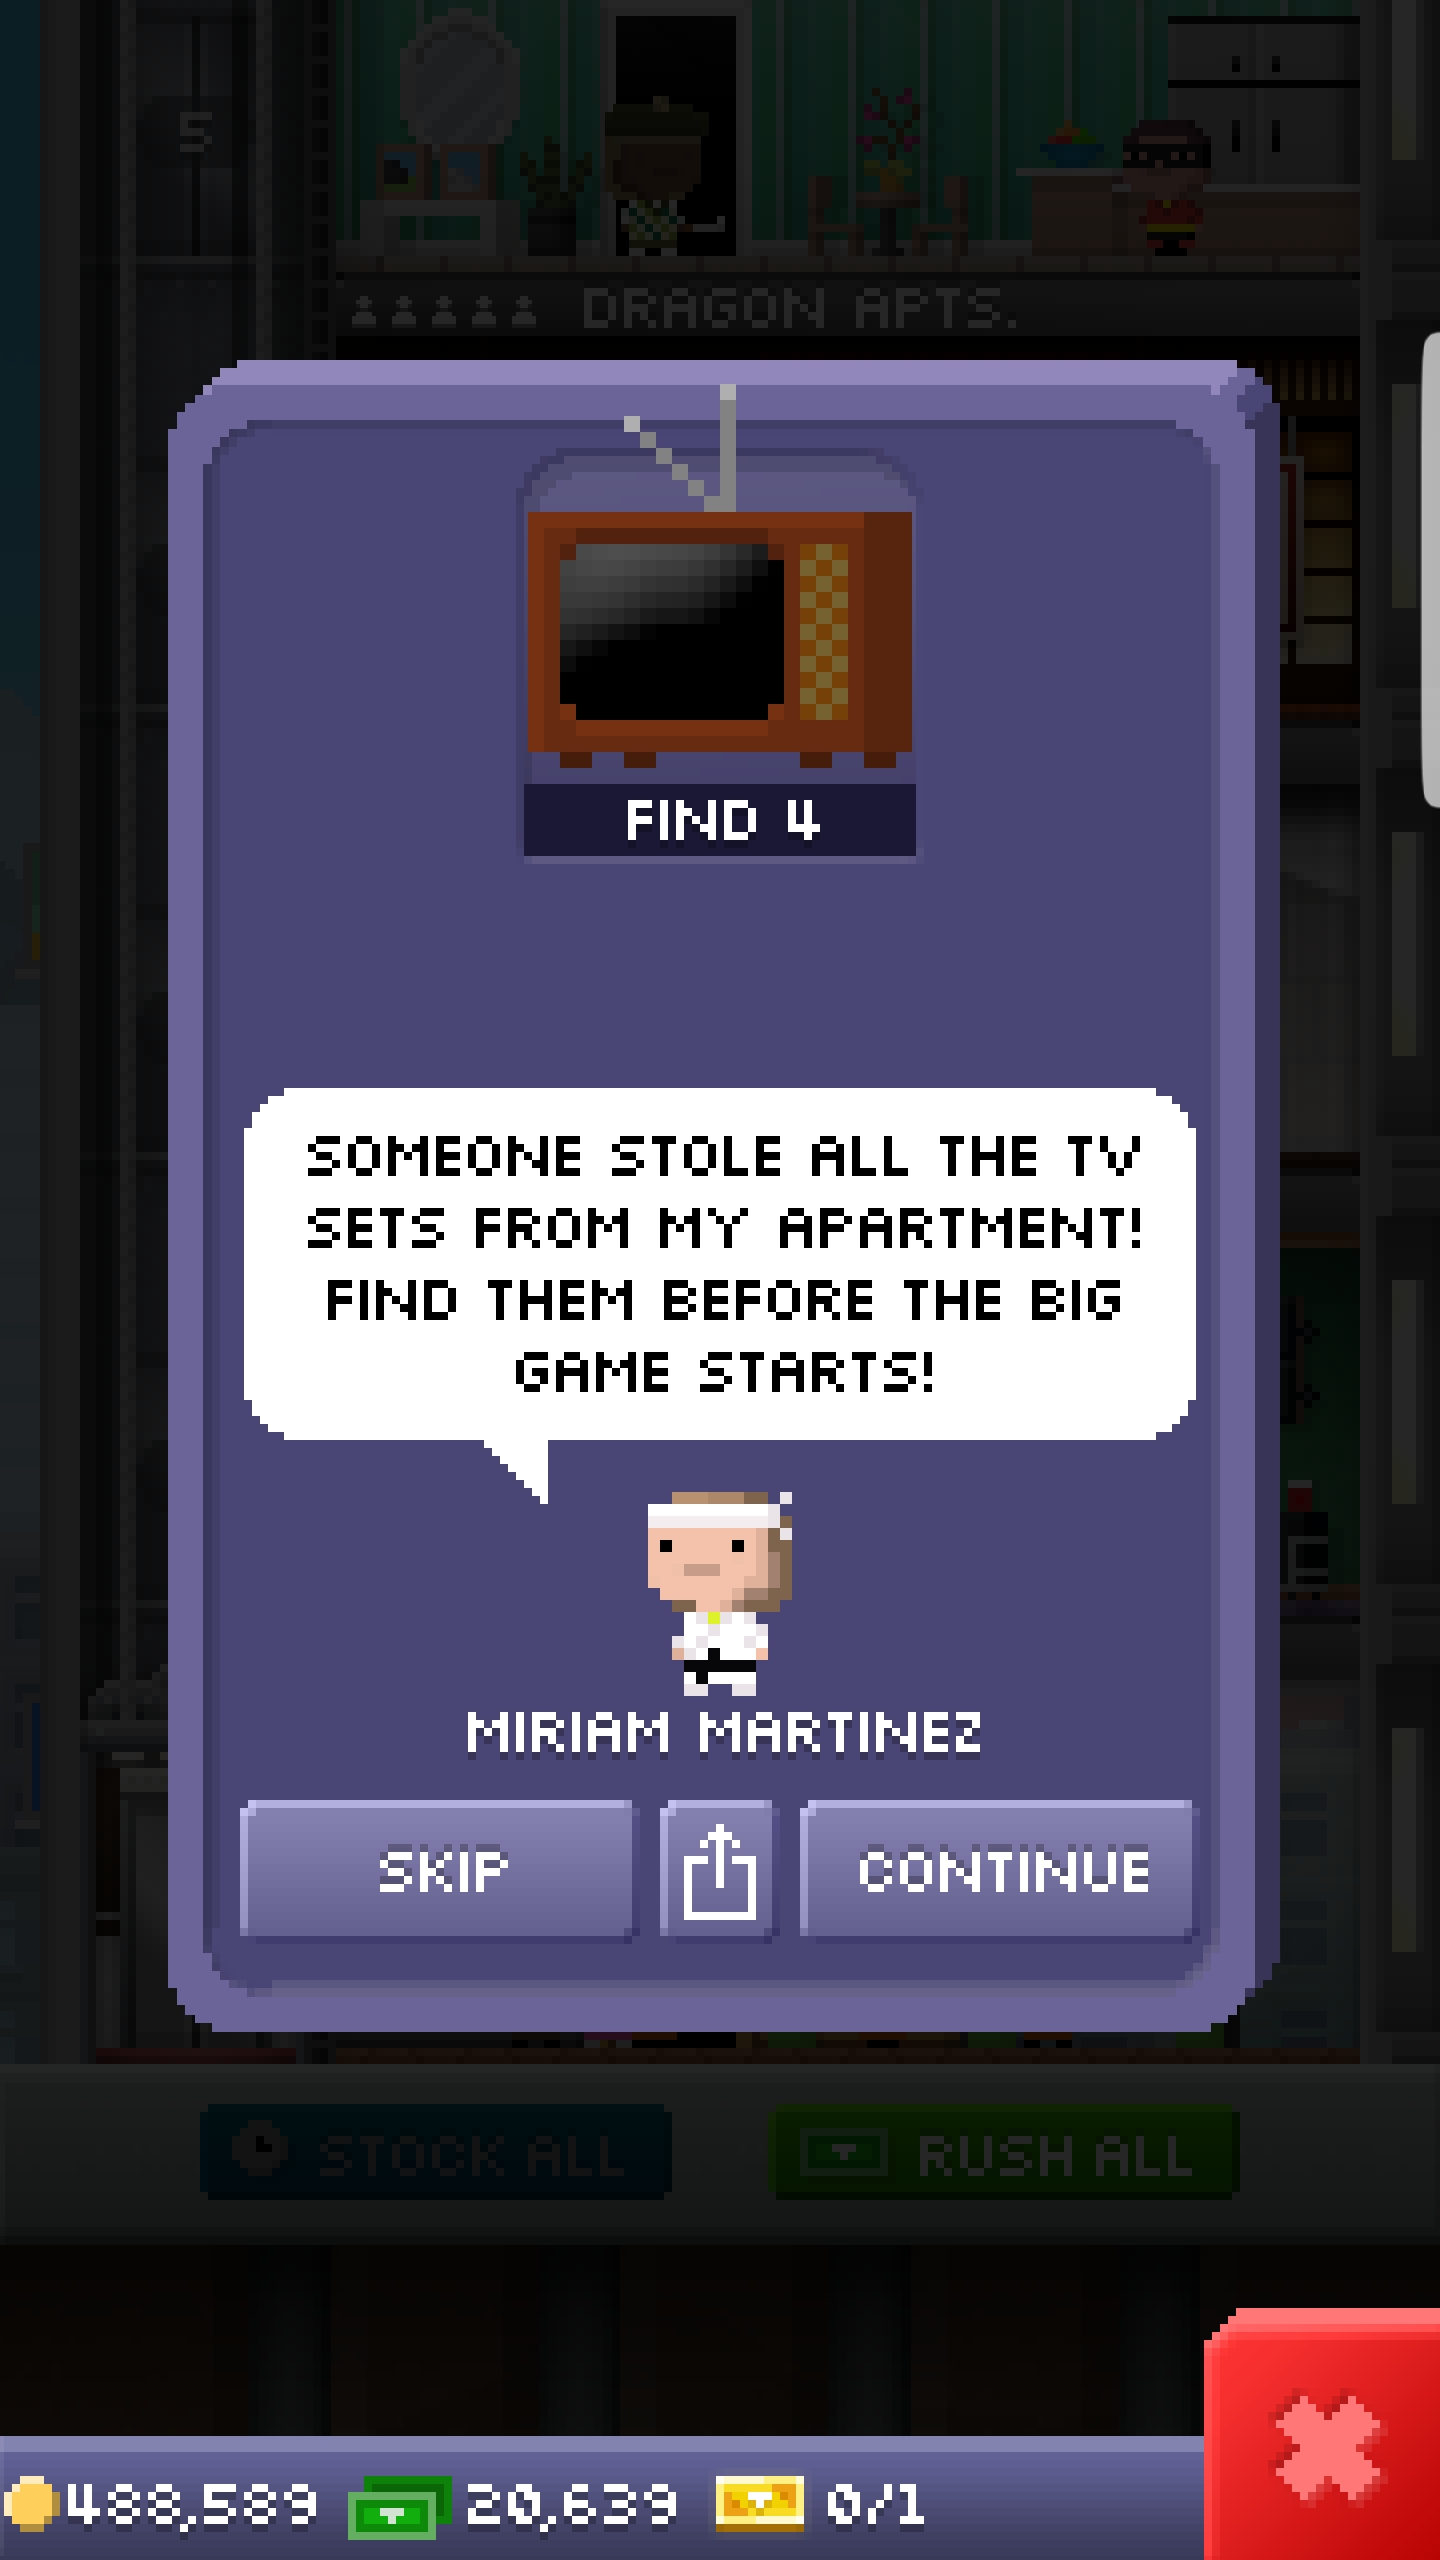 5
DRAGON APTS.
FIND 4
SOMEONE STOLE ALL THE TV
SETS FROM MY APARTMENT!
FIND THEM BEFORE THE BIG
GAME STARTS!
MIRIAM MARTINEZ
SKIP
CONTINUE
STOCK ALL
RUSH ALL
488,589
20,639
0/1